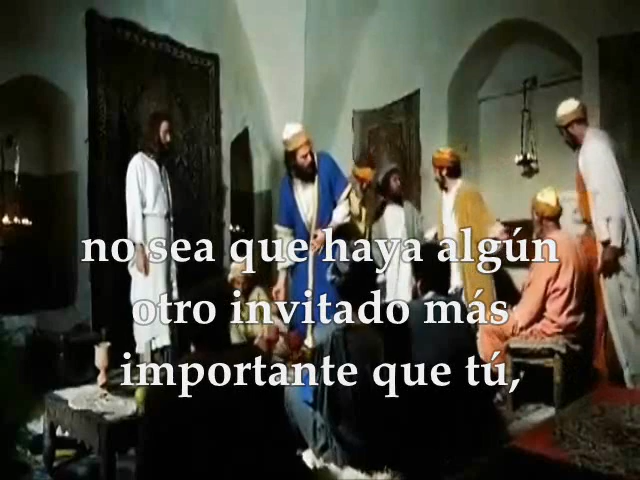 no sea que haya algún
otro invitado más
importante que tú,